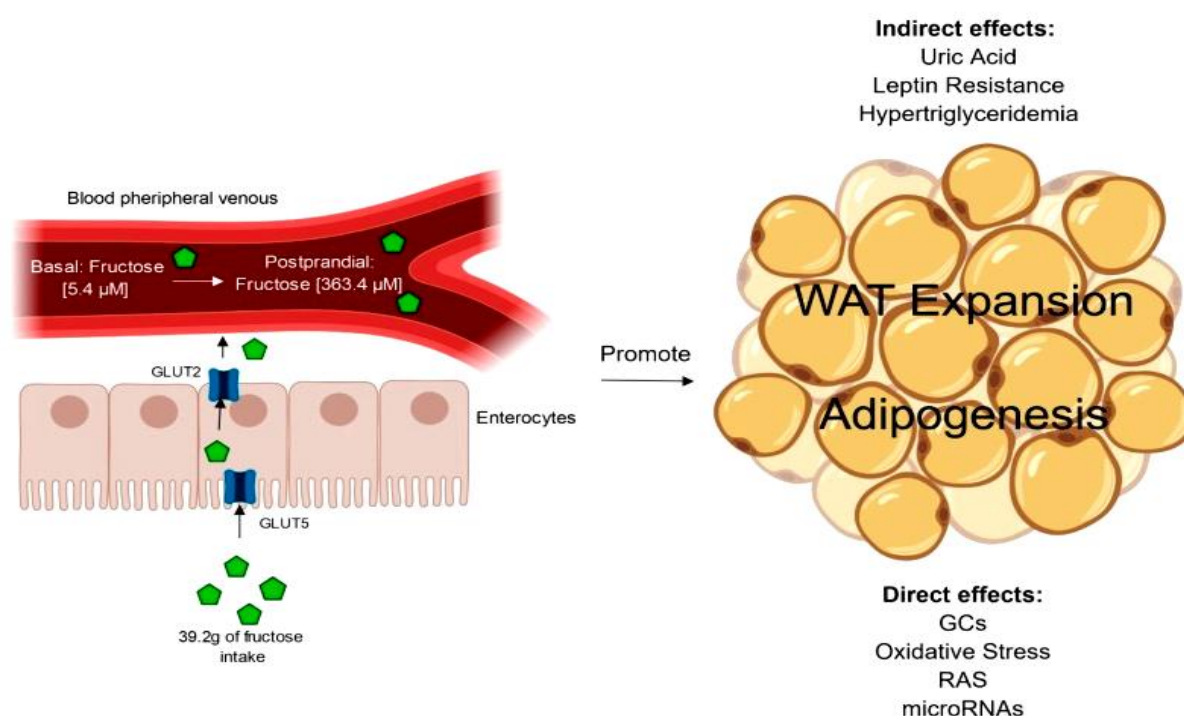 Indirect effects:
Uric Acid
Leptin Resistance
Hypertriglyceridemia
Blood pheripheral venous
Basal: Fructose
[5.4 µM]
Postprandial:
Fructose [363.4 µM]
GLUT2
Enterocytes
GLUT5
39.2g of fructose
intake
Promote
WAT Expansion
Adipogenesis
Direct effects:
GCs
Oxidative Stress
RAS
microRNAs